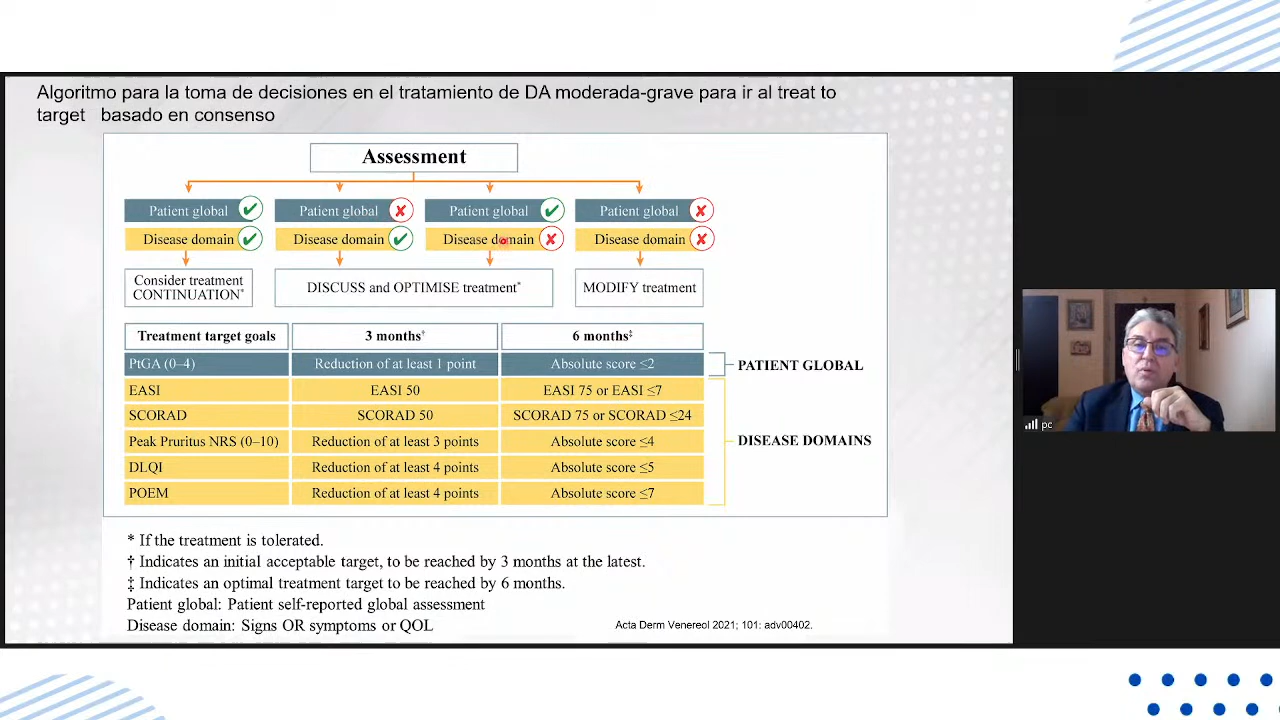 Algoritmo para la toma de decisiones en el tratamiento de DA moderada-grave para ir al treat to
target basado en consenso
Assessment
Patient global
Disease domain
Consider treatment
CONTINUATION*
Patient global
Disease domain
Patient global
Disease domain
DISCUSS and OPTIMISE treatment*
Patient global
Disease domain
MODIFY treatment
Treatment target goals 3 months† 6 months‡
PtGA (0–4) Reduction of at least 1 point Absolute score ≤2
EASI EASI 50 EASI 75 or EASI ≤7
SCORAD SCORAD 50 SCORAD 75 or SCORAD ≤24
Peak Pruritus NRS (0–10) Reduction of at least 3 points Absolute score ≤4
DLQI Reduction of at least 4 points Absolute score ≤5
POEM Reduction of at least 4 points Absolute score ≤7
PATIENT GLOBAL
DISEASE DOMAINS
* If the treatment is tolerated.
† Indicates an initial acceptable target, to be reached by 3 months at the latest.
‡ Indicates an optimal treatment target to be reached by 6 months.
Patient global: Patient self-reported global assessment
Disease domain: Signs OR symptoms or QOL
Acta Derm Venereol 2021; 101: adv00402.
pc